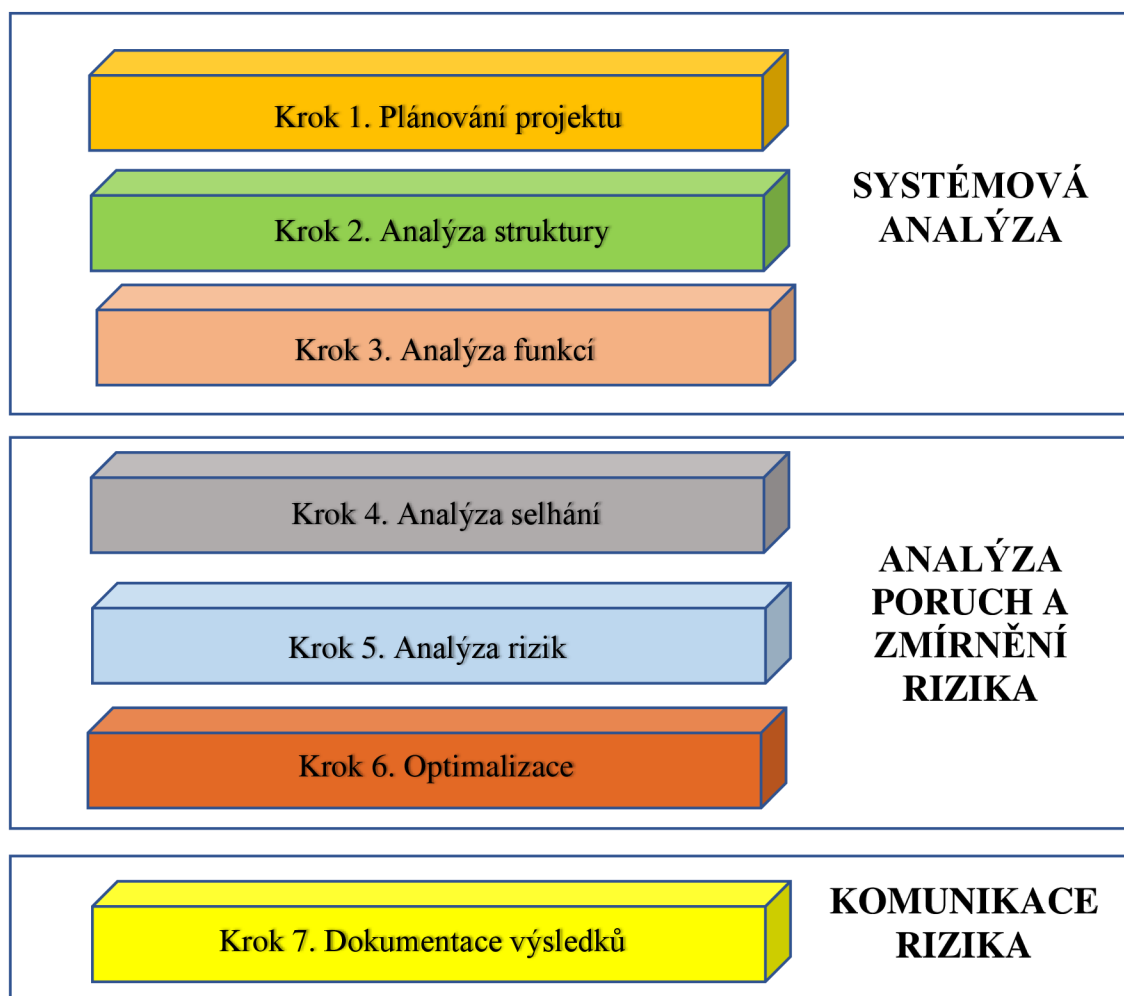 Krok 1. Plánování projektu
Krok 2. Analýza struktury
Krok 3. Analýza funkcí
SYSTÉMOVÁ
ANALÝZA
Krok 4. Analýza selhání
Krok 5. Analýza rizik
Krok 6. Optimalizace
ANALÝZA
PORUCH A
ZMÍRNĚNÍ
RIZIKA
Krok 7. Dokumentace výsledků
KOMUNIKACE
RIZIKA